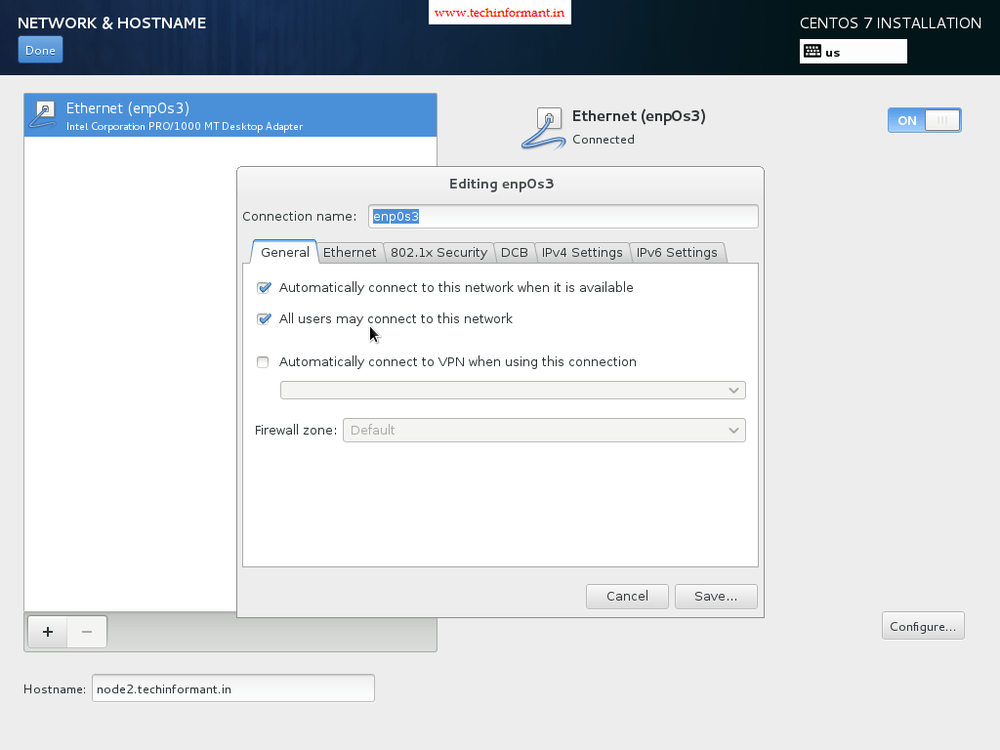 www.techinformant.in
NETWORK & HOSTNAME
CENTOS 7 INSTALLATION
Done
us
Ethernet (enp0s3)
Intel Corporation PRO/1000 MT Desktop Adapter
Ethernet (enp0s3)
Connected
ON
Editing enp0s3
Connection name: enp0s3
General Ethernet 802.1x Security DCB IPv4 Settings IPv6 Settings
Automatically connect to this network when it is available
All users may connect to this network
Automatically connect to VPN when using this connection
Firewall zone: Default
Cancel Save...
+ −
Configure...
Hostname: node2.techinformant.in